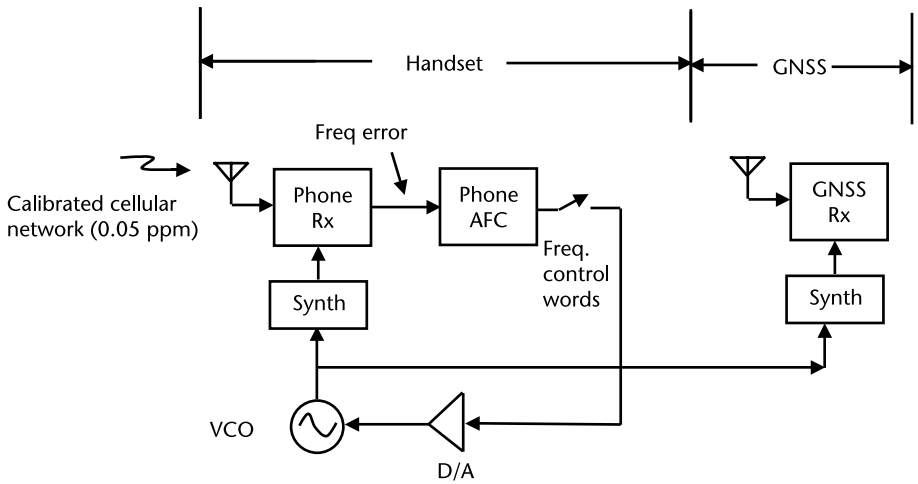 Handset
GNSS
Freq error
Calibrated cellular
network (0.05 ppm)
Phone
Rx
Phone
AFC
GNSS
Rx
Freq.
control
words
Synth
Synth
VCO
D/A